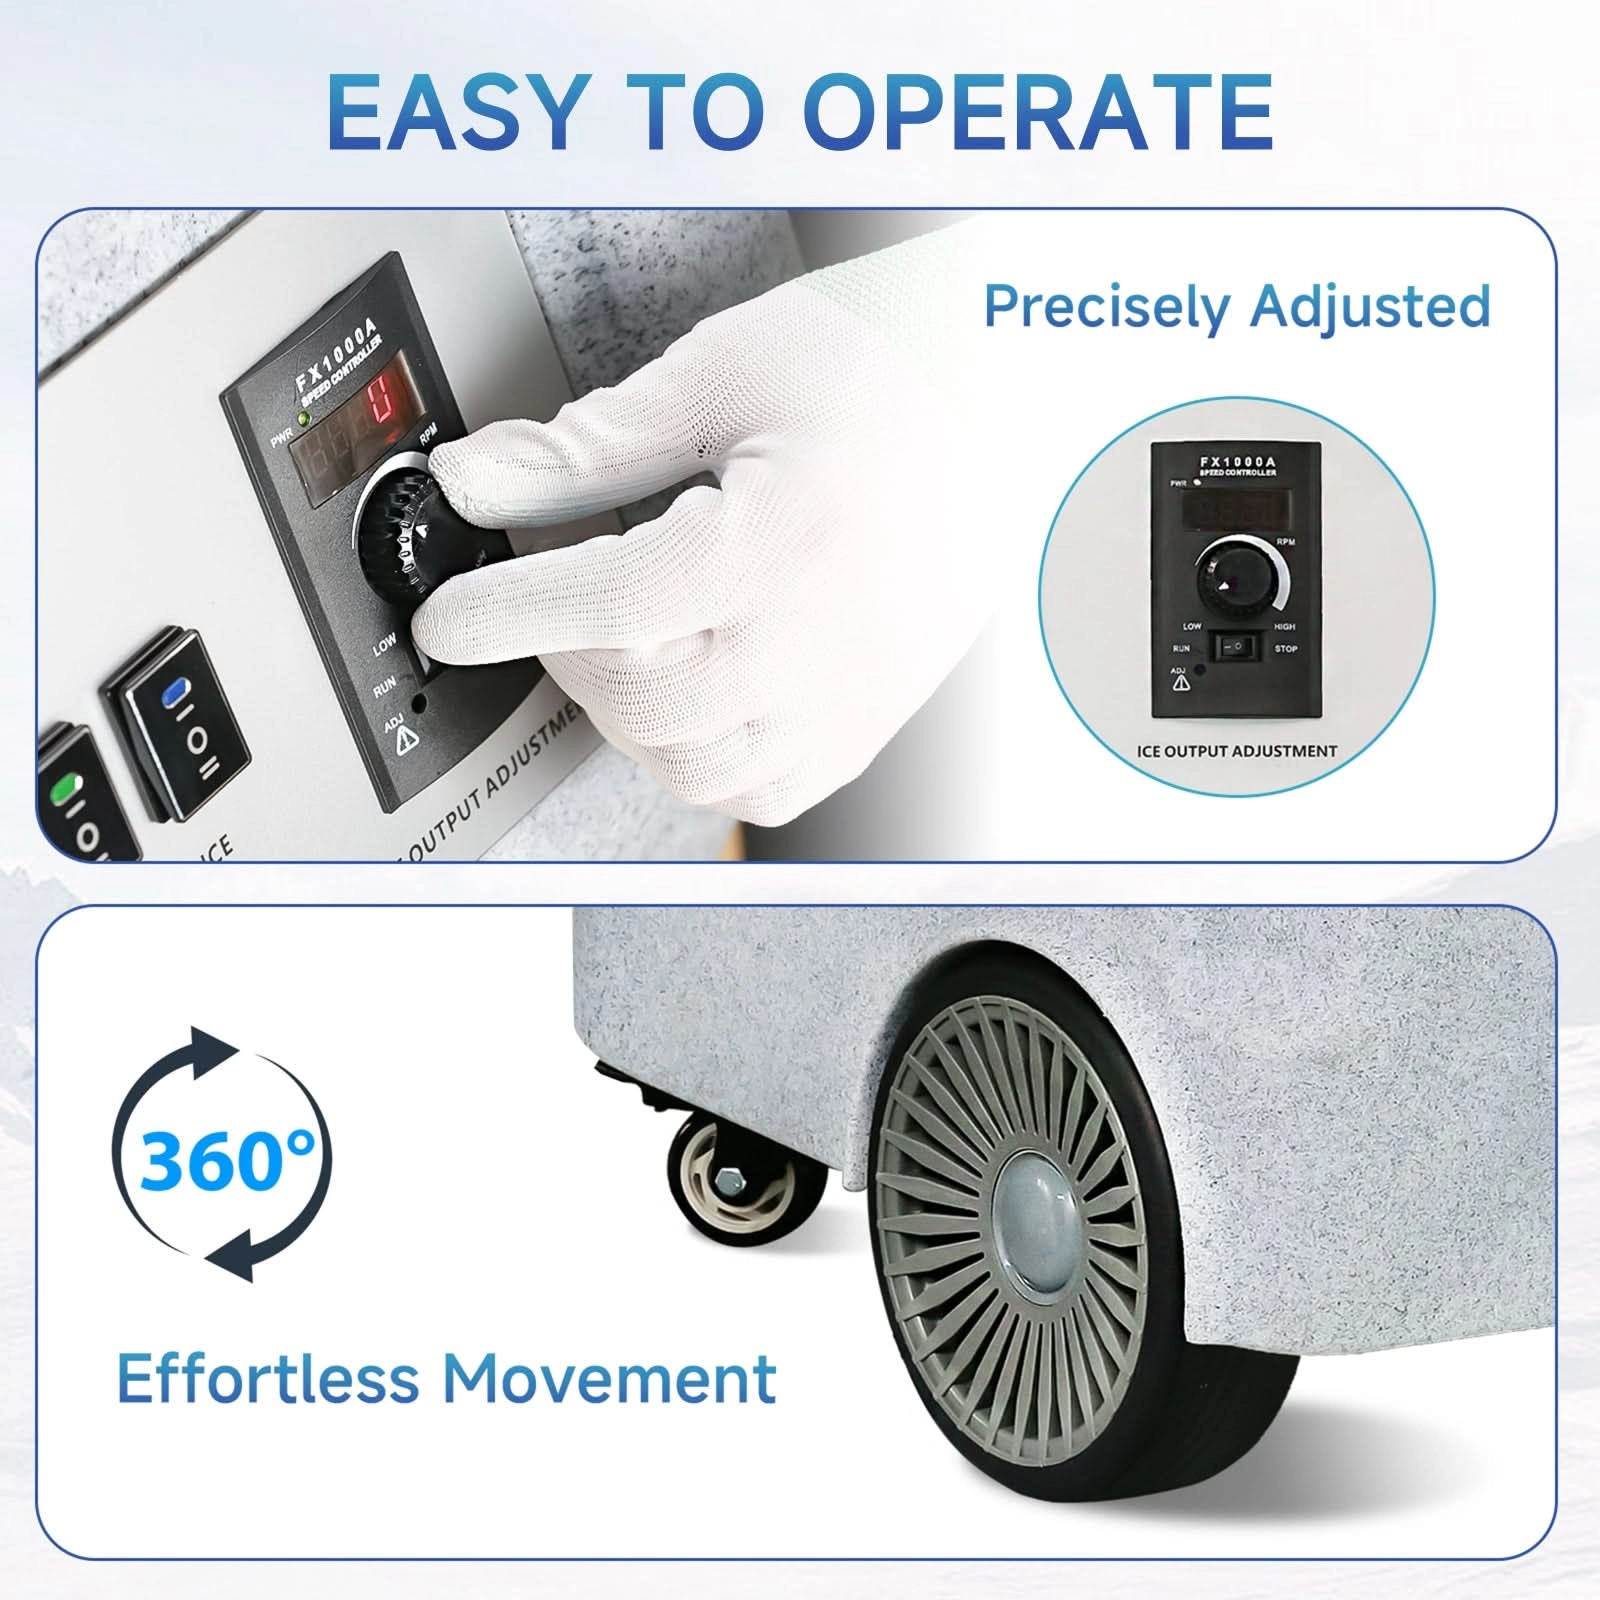 EASY TO OPERATE
FX1000A
SPEED CONTROLLER
PWR
0
RPM
LOW
RUN
ADJ
OUTPUT ADJUSTME
ICE
Precisely Adjusted
FX1000A
SPEED CONTROLLER
PWR
RPM
LOW
HIGH
RUN
STOP
ADJ
ICE OUTPUT ADJUSTMENT
360°
Effortless Movement